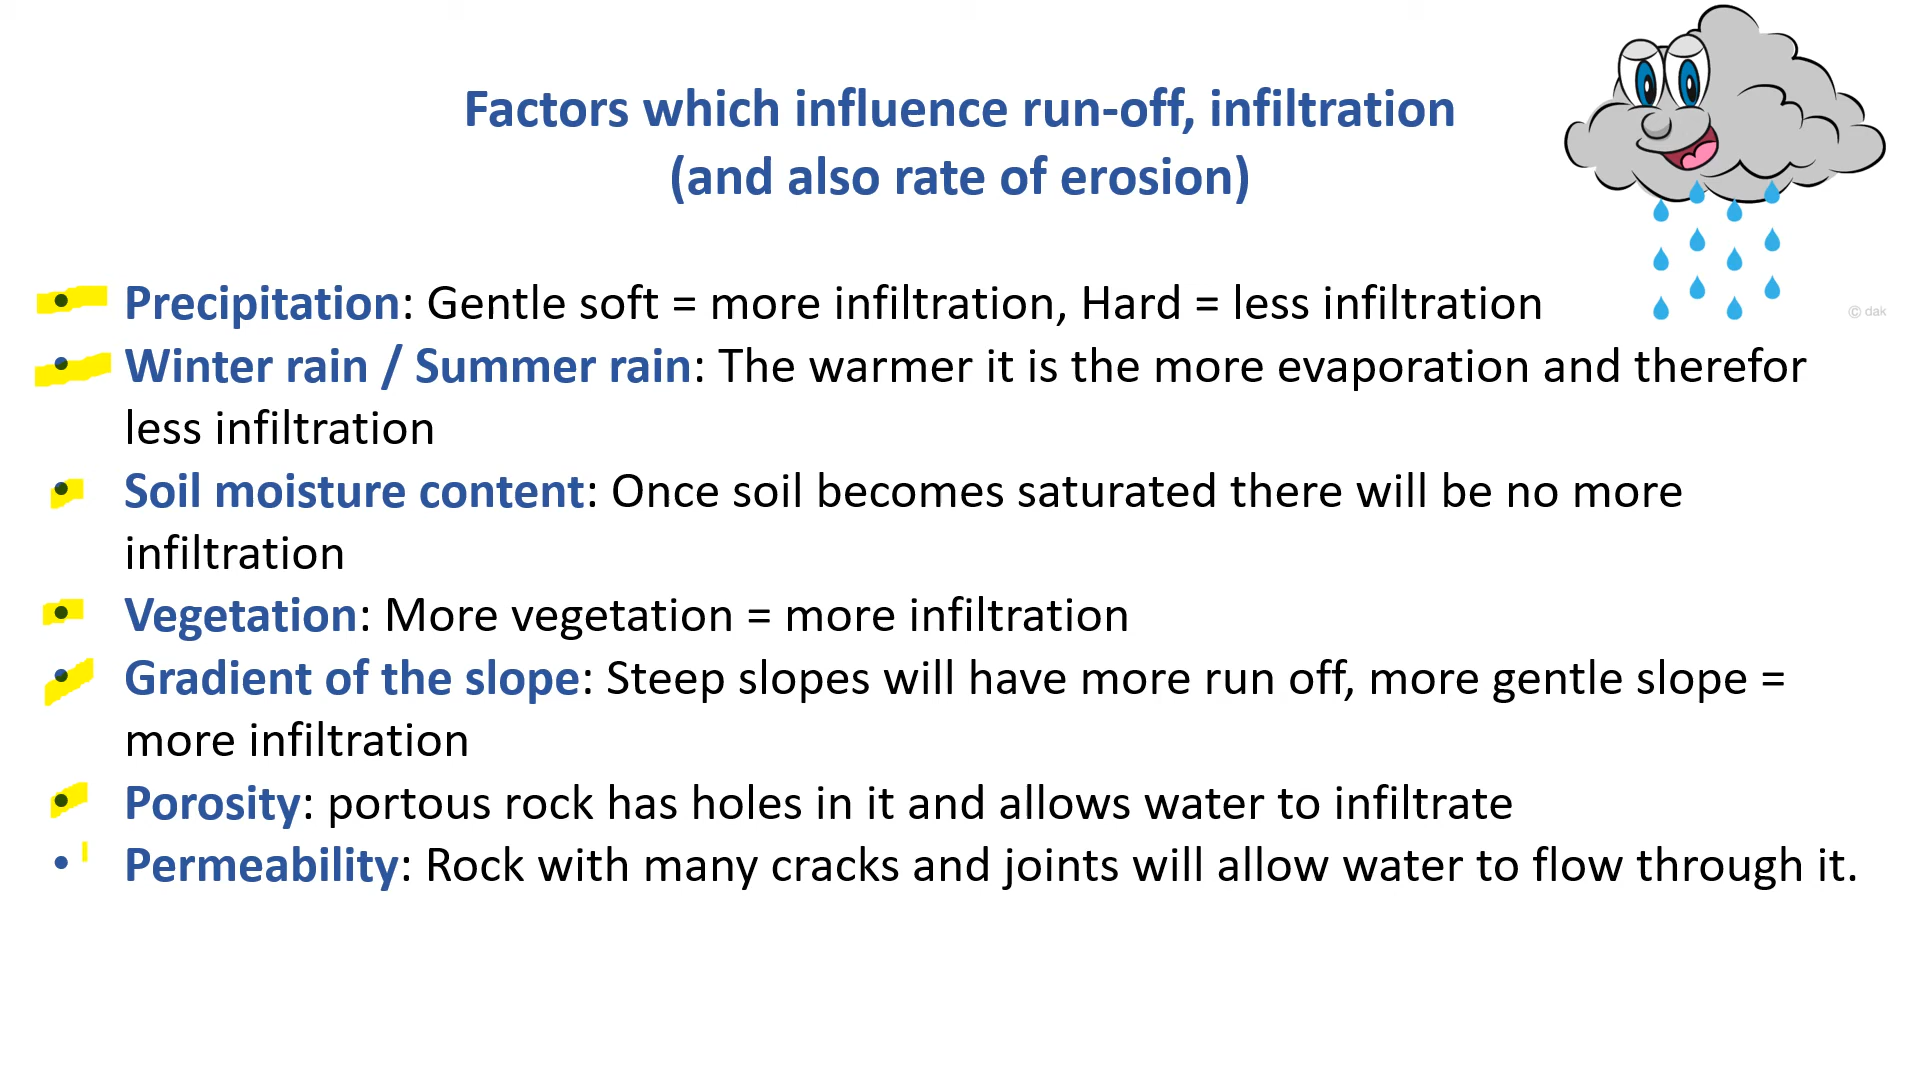 Factors which influence run-off, infiltration
(and also rate of erosion)
• Precipitation: Gentle soft = more infiltration, Hard = less infiltration
• Winter rain / Summer rain: The warmer it is the more evaporation and therefor
less infiltration
• Soil moisture content: Once soil becomes saturated there will be no more
infiltration
• Vegetation: More vegetation = more infiltration
• Gradient of the slope: Steep slopes will have more run off, more gentle slope =
more infiltration
• Porosity: portous rock has holes in it and allows water to infiltrate
• Permeability: Rock with many cracks and joints will allow water to flow through it.
© dak